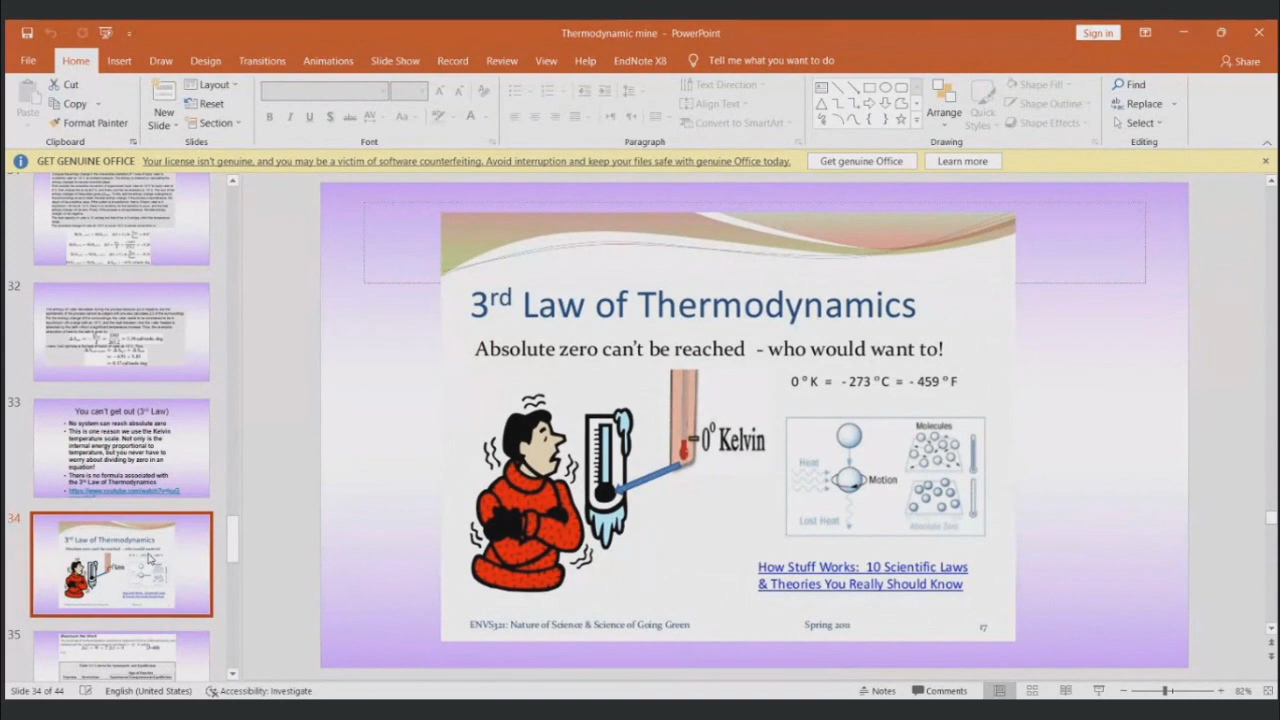 Thermodynamic mine - PowerPoint
Sign in
File Home Insert Draw Design Transitions Animations Slide Show Record Review View Help EndNote X8 Tell me what you want to do Share
Paste
Cut
Copy
Format Painter
Clipboard
New Slide
Layout
Reset
Section
Slides
Font
Text Direction
Align Text
Convert to SmartArt
Paragraph
Arrange
Quick Styles
Shape Fill
Shape Outline
Shape Effects
Drawing
Find
Replace
Select
Editing
GET GENUINE OFFICE Your license isn't genuine, and you may be a victim of software counterfeiting. Avoid interruption and keep your files safe with genuine Office today. Get genuine Office Learn more
32
33
You can't get out (3rd Law)
• No system can reach absolute zero
• This is one reason we use the Kelvin
temperature scale. Not only is the
internal energy proportional to
temperature, but you never have to
worry about dividing by zero in an
equation!
• There is no formula associated with
the 3rd Law of Thermodynamics
34
3rd Law of Thermodynamics
35
3rd Law of Thermodynamics
Absolute zero can't be reached - who would want to!
0 °K = - 273 °C = - 459 °F
0° Kelvin
Molecules
Heat
Motion
Lost Heat
Absolute Zero
How Stuff Works: 10 Scientific Laws
& Theories You Really Should Know
ENVS321: Nature of Science & Science of Going Green
Spring 2011
17
Slide 34 of 44
English (United States)
Accessibility: Investigate
Notes
Comments
82%